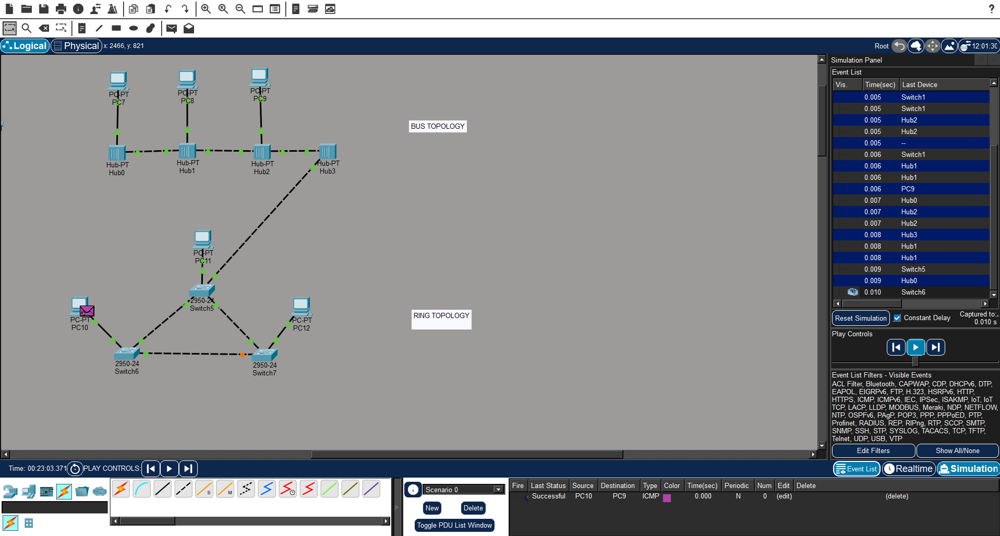 ?
Logical
Physical
x: 2466, y: 821
Root
12:01:30
PC-PT
PC7
PC-PT
PC8
PC-PT
PC9
BUS TOPOLOGY
Hub-PT
Hub0
Hub-PT
Hub1
Hub-PT
Hub2
Hub-PT
Hub3
PC-PT
PC11
2950-24
Switch5
PC-PT
PC10
PC-PT
PC12
RING TOPOLOGY
2950-24
Switch6
2950-24
Switch7
Simulation Panel
Event List
Vis. Time(sec) Last Device
0.005 Switch1
0.005 Switch1
0.005 Hub2
0.005 Hub2
0.005 --
0.006 Switch1
0.006 Hub1
0.006 Hub1
0.006 PC9
0.007 Hub0
0.007 Hub2
0.007 Hub2
0.008 Hub3
0.008 Hub1
0.008 Hub1
0.009 Switch5
0.009 Hub0
0.010 Switch6
Reset Simulation
Constant Delay
Captured to:
0.010 s
Play Controls
Event List Filters - Visible Events
ACL Filter, Bluetooth, CAPWAP, CDP, DHCPv6, DTP,
EAPOL, EIGRPv6, FTP, H.323, HSRPv6, HTTP,
HTTPS, ICMP, ICMPv6, IEC, IPSec, ISAKMP, IoT, IoT
TCP, LACP, LLDP, MODBUS, Meraki, NDP, NETFLOW,
NTP, OSPFv6, PAgP, POP3, PPP, PPPoED, PTP,
Profinet, RADIUS, REP, RIPng, RTP, SCCP, SMTP,
SNMP, SSH, STP, SYSLOG, TACACS, TCP, TFTP,
Telnet, UDP, USB, VTP
Edit Filters
Show All/None
Time: 00:23:03.371
PLAY CONTROLS:
Event List
Realtime
Simulation
S
M
Scenario 0
New
Delete
Toggle PDU List Window
Fire Last Status Source Destination Type Color Time(sec) Periodic Num Edit Delete
Successful PC10 PC9 ICMP 0.000 N 0 (edit) (delete)